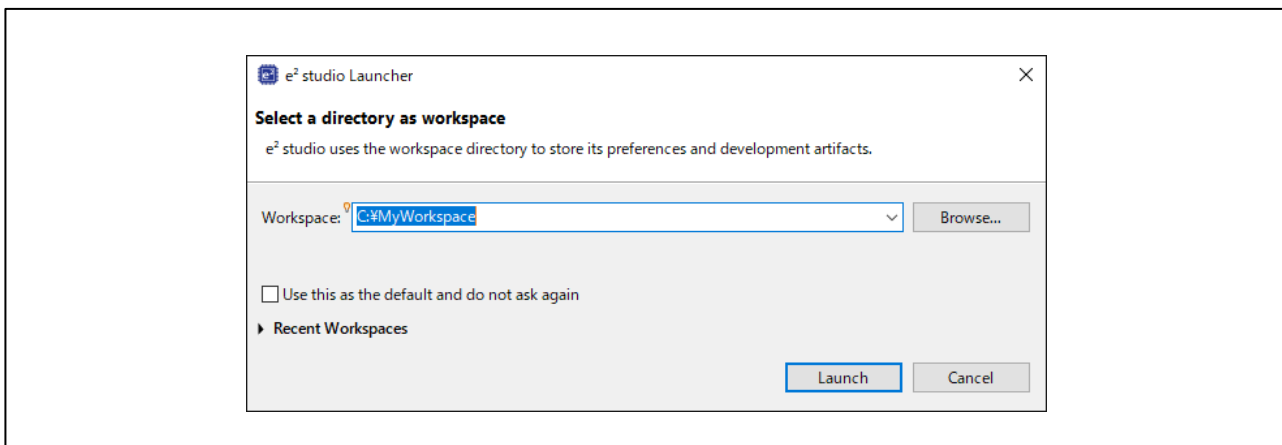 e² studio Launcher
Select a directory as workspace
e² studio uses the workspace directory to store its preferences and development artifacts.
Workspace: C:¥MyWorkspace Browse...
Use this as the default and do not ask again
Recent Workspaces
Launch Cancel